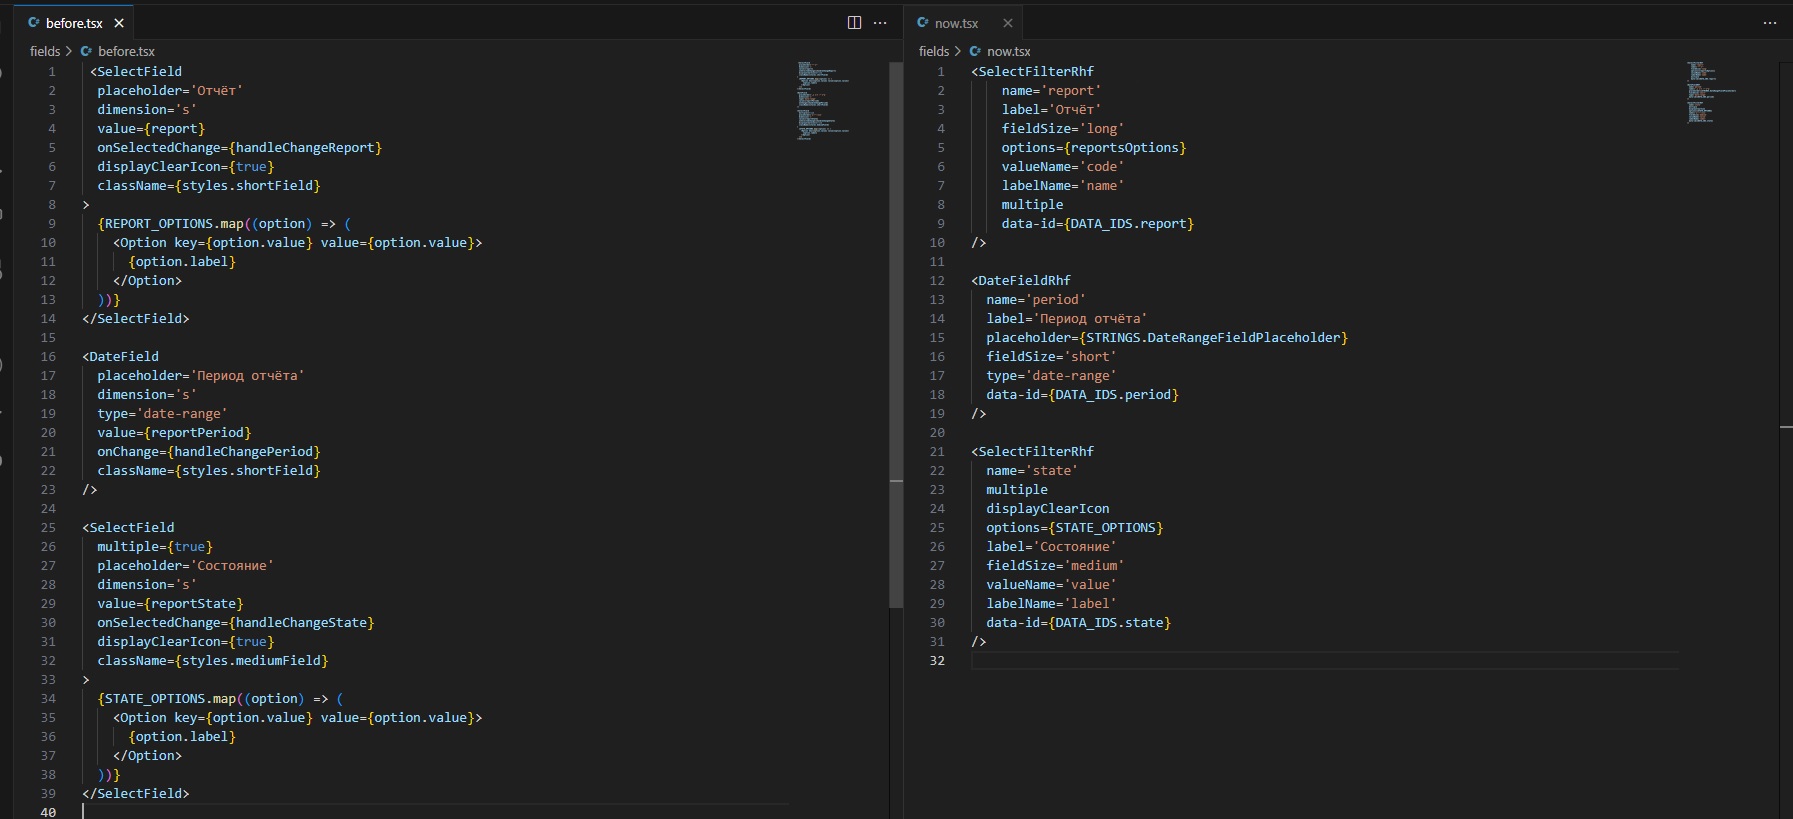 before.tsx
fields > before.tsx
1 <SelectField
2 placeholder='Отчёт'
3 dimension='s'
4 value={report}
5 onSelectedChange={handleChangeReport}
6 displayClearIcon={true}
7 className={styles.shortField}
8 >
9 {REPORT_OPTIONS.map((option) => (
10 <Option key={option.value} value={option.value}>
11 {option.label}
12 </Option>
13 ))}
14 </SelectField>
15
16 <DateField
17 placeholder='Период отчёта'
18 dimension='s'
19 type='date-range'
20 value={reportPeriod}
21 onChange={handleChangePeriod}
22 className={styles.shortField}
23 />
24
25 <SelectField
26 multiple={true}
27 placeholder='Состояние'
28 dimension='s'
29 value={reportState}
30 onSelectedChange={handleChangeState}
31 displayClearIcon={true}
32 className={styles.mediumField}
33 >
34 {STATE_OPTIONS.map((option) => (
35 <Option key={option.value} value={option.value}>
36 {option.label}
37 </Option>
38 ))}
39 </SelectField>
40
now.tsx
fields > now.tsx
1 <SelectFilterRhf
2 name='report'
3 label='Отчёт'
4 fieldSize='long'
5 options={reportsOptions}
6 valueName='code'
7 labelName='name'
8 multiple
9 data-id={DATA_IDS.report}
10 />
11
12 <DateFieldRhf
13 name='period'
14 label='Период отчёта'
15 placeholder={STRINGS.DateRangeFieldPlaceholder}
16 fieldSize='short'
17 type='date-range'
18 data-id={DATA_IDS.period}
19 />
20
21 <SelectFilterRhf
22 name='state'
23 multiple
24 displayClearIcon
25 options={STATE_OPTIONS}
26 label='Состояние'
27 fieldSize='medium'
28 valueName='value'
29 labelName='label'
30 data-id={DATA_IDS.state}
31 />
32